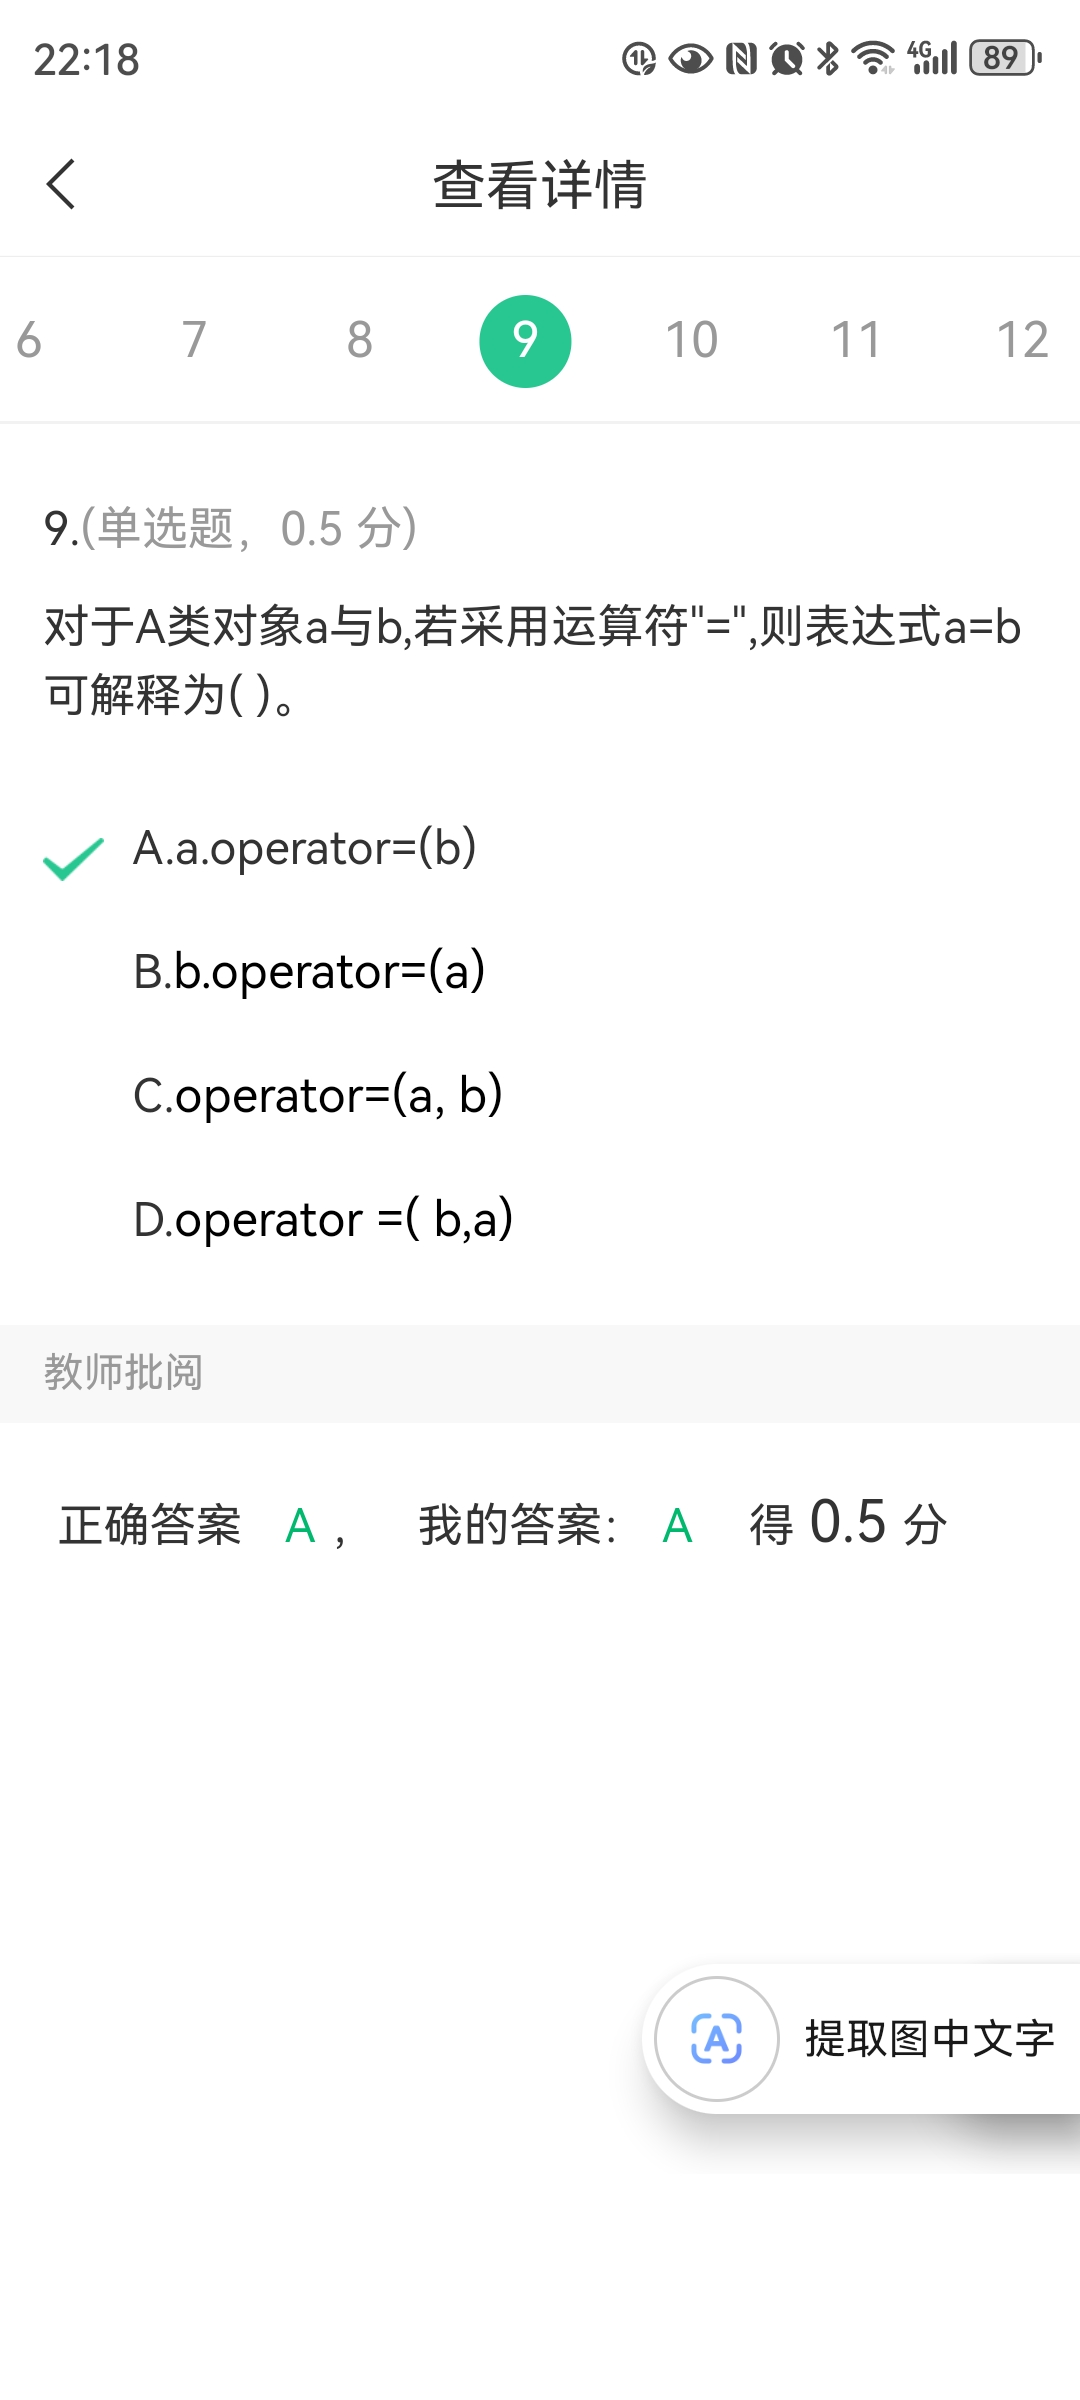 22:18
4G
89
查看详情
6 7 8 9 10 11 12
9.(单选题，0.5 分)
对于A类对象a与b,若采用运算符"=",则表达式a=b
可解释为( )。
A.a.operator=(b)
B.b.operator=(a)
C.operator=(a, b)
D.operator =( b,a)
教师批阅
正确答案 A ， 我的答案： A 得 0.5 分
A 提取图中文字